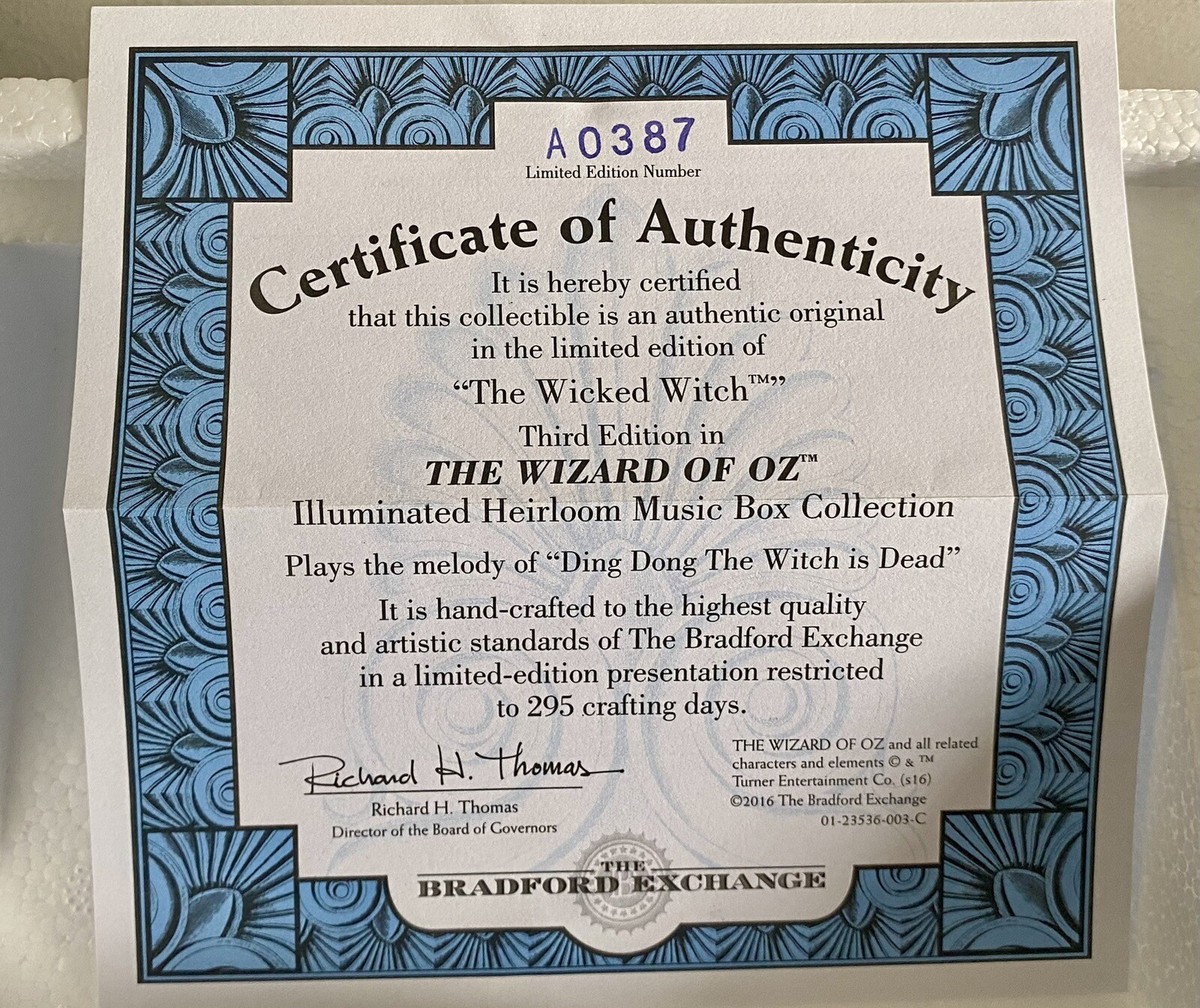 A0387
Limited Edition Number
Certificate of Authenticity
It is hereby certified
that this collectible is an authentic original
in the limited edition of
“The Wicked Witch™”
Third Edition in
THE WIZARD OF OZ™
Illuminated Heirloom Music Box Collection
Plays the melody of “Ding Dong The Witch is Dead”
It is hand-crafted to the highest quality
and artistic standards of The Bradford Exchange
in a limited-edition presentation restricted
to 295 crafting days.
Richard H. Thomas
Richard H. Thomas
Director of the Board of Governors
THE WIZARD OF OZ and all related
characters and elements © & ™
Turner Entertainment Co. (s16)
©2016 The Bradford Exchange
01-23536-003-C
THE
BRADFORD EXCHANGE